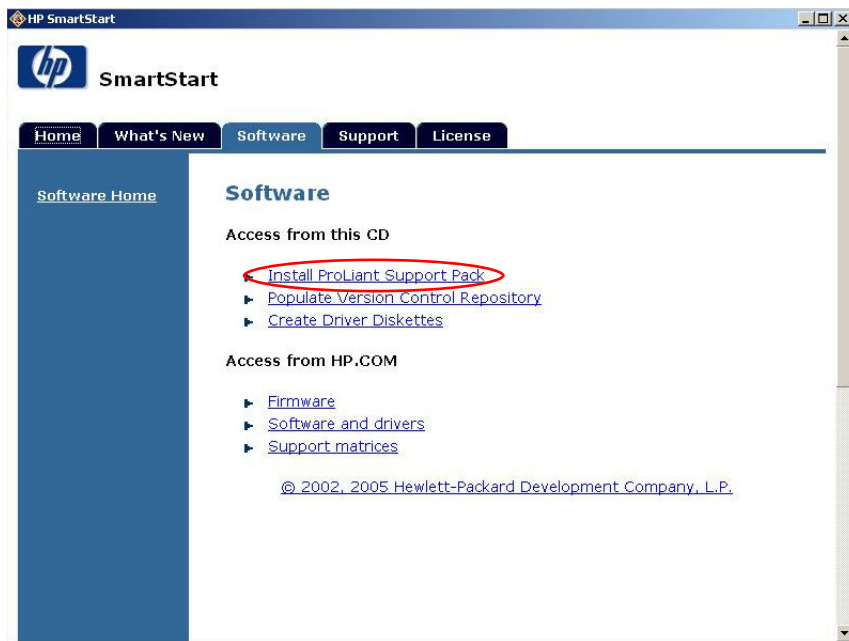 HP SmartStart
hp
SmartStart
Home What's New Software Support License
Software Home
Software
Access from this CD
Install ProLiant Support Pack
Populate Version Control Repository
Create Driver Diskettes
Access from HP.COM
Firmware
Software and drivers
Support matrices
© 2002, 2005 Hewlett-Packard Development Company, L.P.